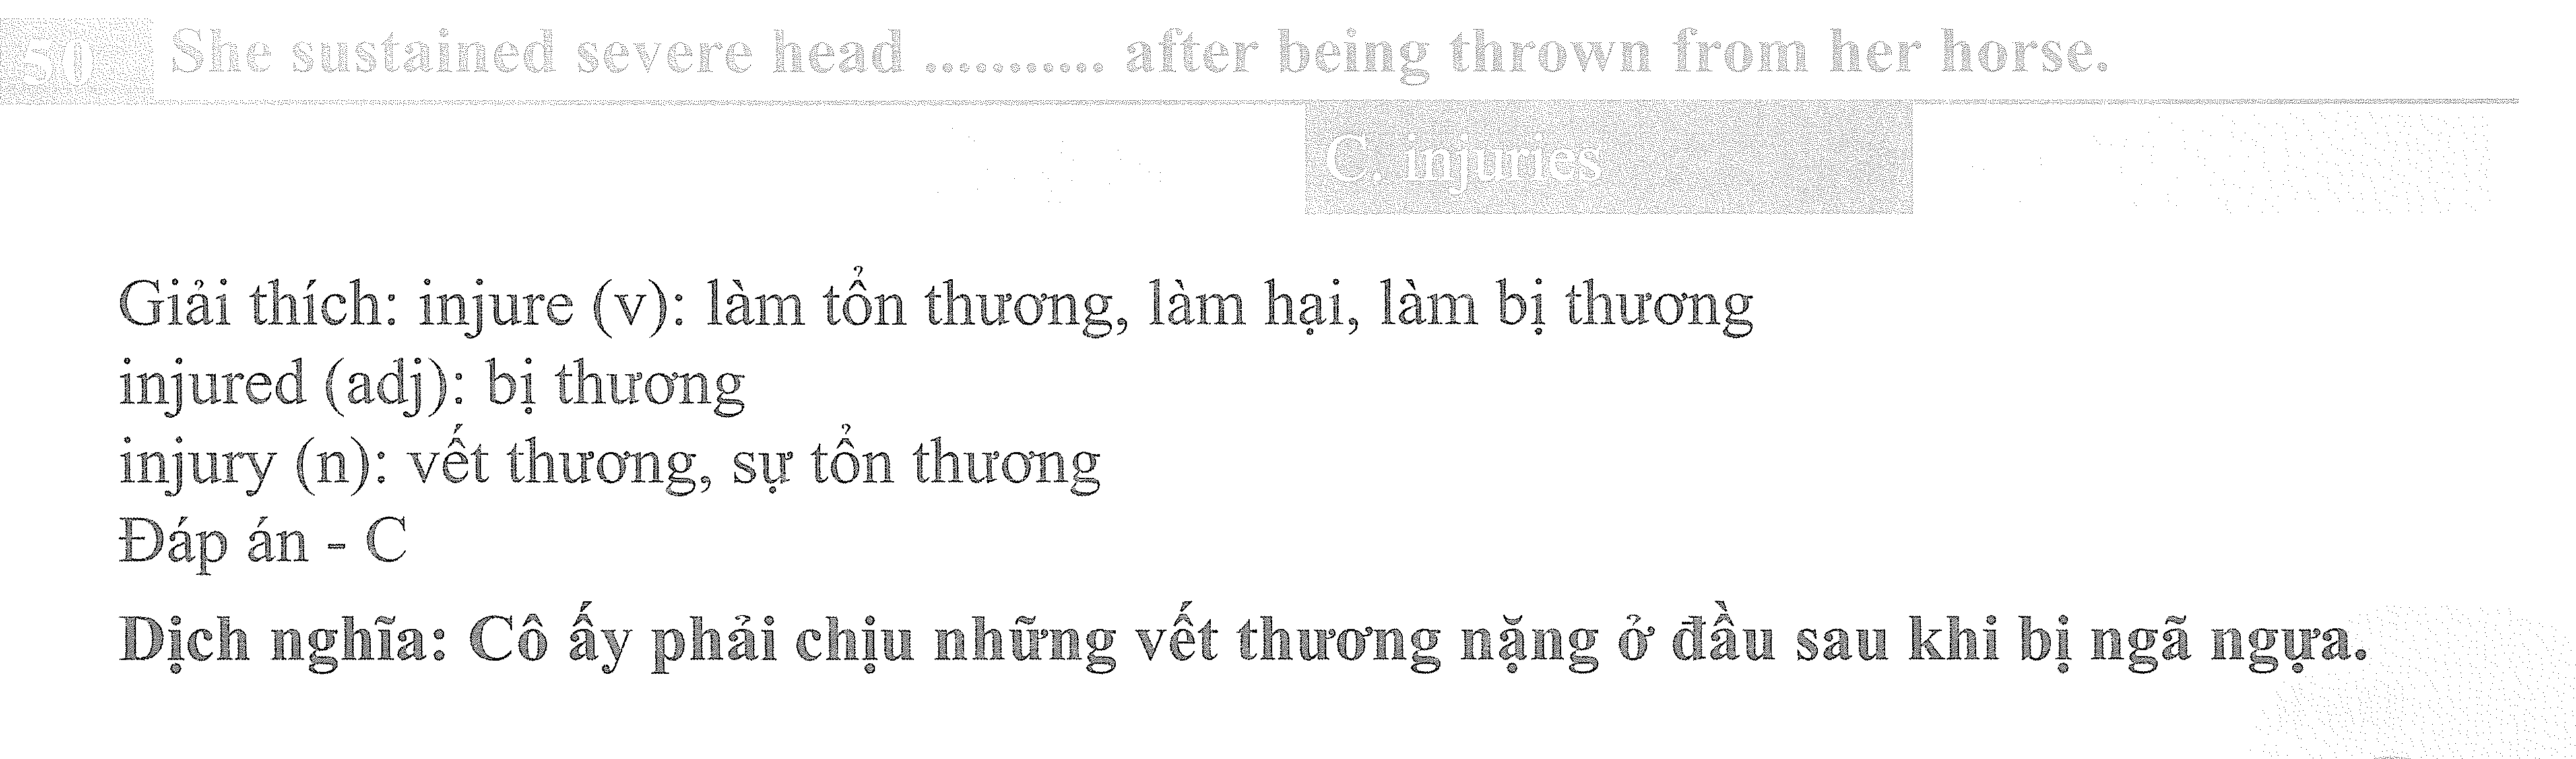 50 She sustained severe head ........... after being thrown from her horse.
C. injuries
Giải thích: injure (v): làm tổn thương, làm hại, làm bị thương
injured (adj): bị thương
injury (n): vết thương, sự tổn thương
Đáp án - C
Dịch nghĩa: Cô ấy phải chịu những vết thương nặng ở đầu sau khi bị ngã ngựa.